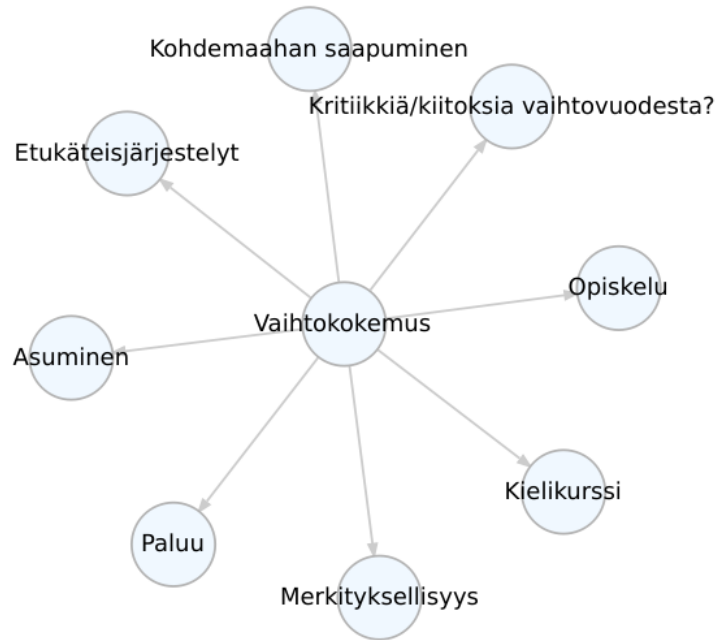 Kohdemaahan saapuminen
Kritiikkiä/kiitoksia vaihtovuodesta?
Etukäteisjärjestelyt
Opiskelu
Vaihtokokemus
Asuminen
Kielikurssi
Paluu
Merkityksellisyys